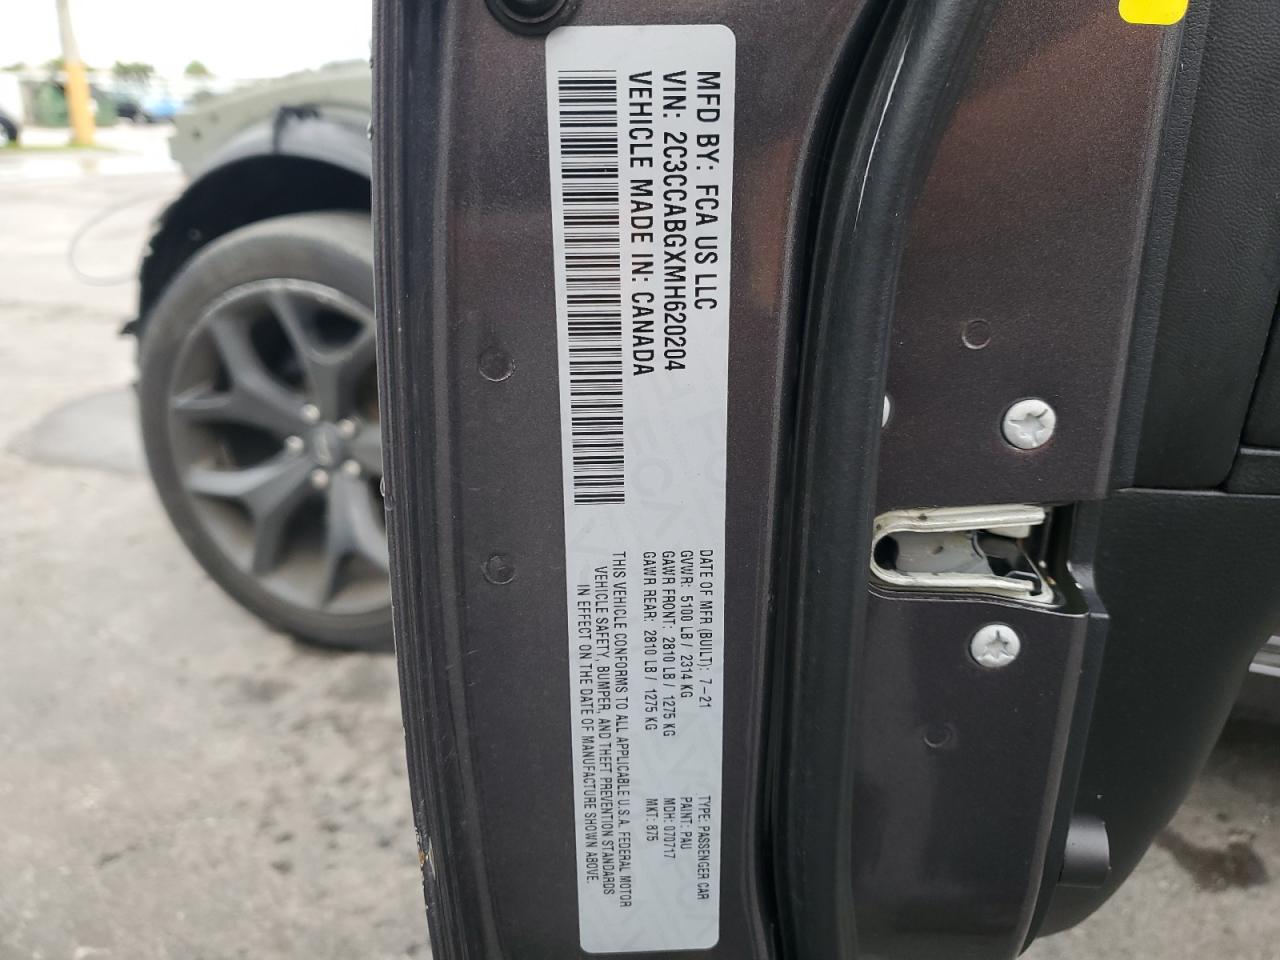 MFD BY: FCA US LLC
VIN: 2C3CCABGXMH620204
VEHICLE MADE IN: CANADA
DATE OF MFR (BUILT): 7-21
GVWR: 5100 LB / 2314 KG
GAWR FRONT: 2810 LB / 1275 KG
GAWR REAR: 2810 LB / 1275 KG
THIS VEHICLE CONFORMS TO ALL APPLICABLE U.S.A. FEDERAL MOTOR
VEHICLE SAFETY, BUMPER, AND THEFT PREVENTION STANDARDS
IN EFFECT ON THE DATE OF MANUFACTURE SHOWN ABOVE.
TYPE: PASSENGER CAR
PAINT: PAU
MDH: 070717
MKT: 875